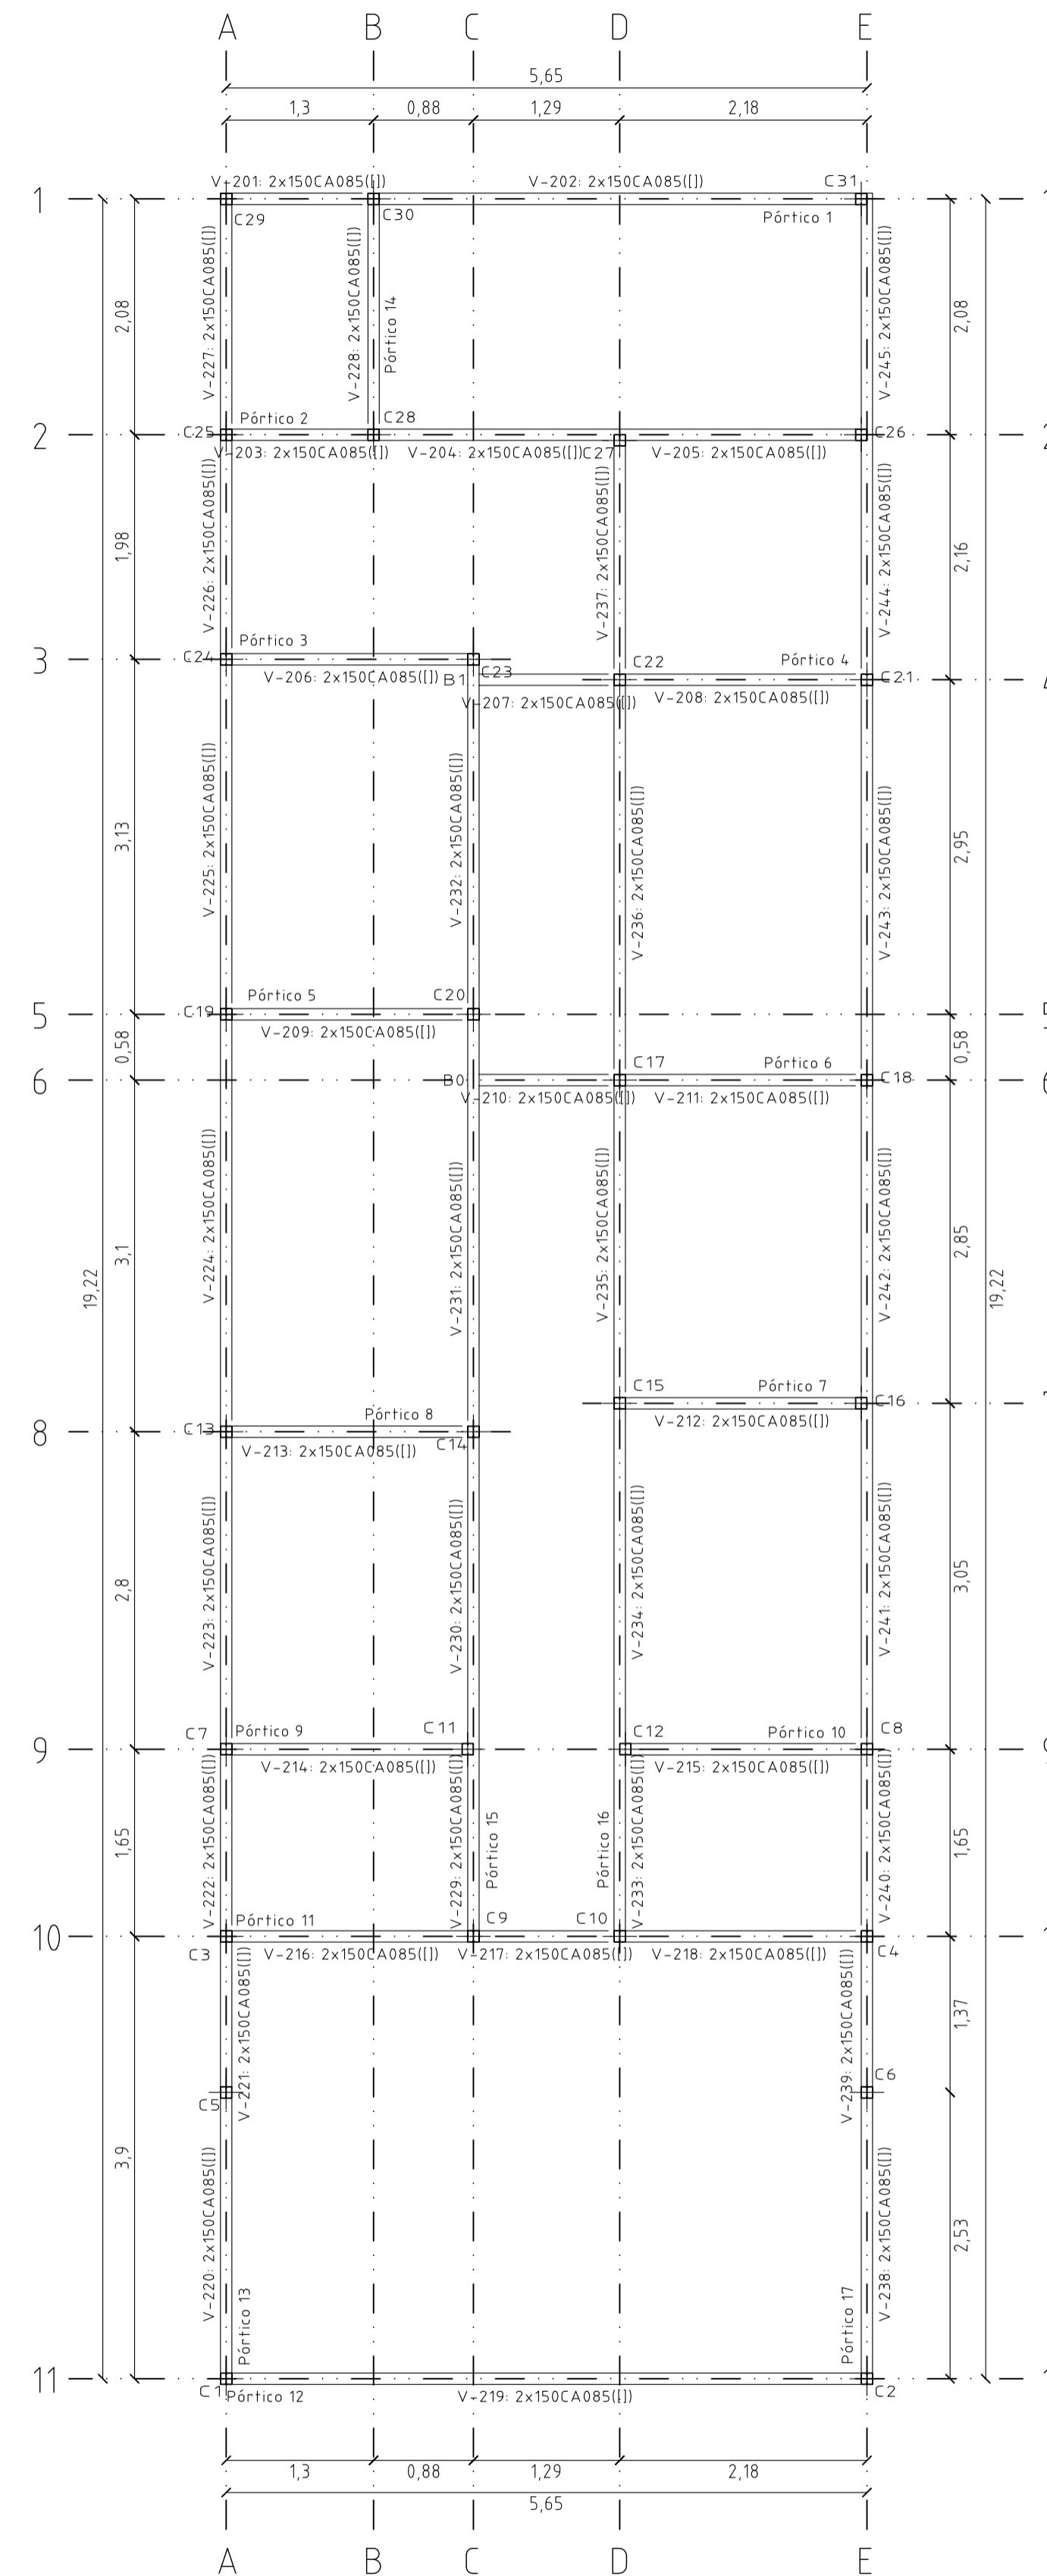 A B C D E
5,65
1,3 0,88 1,29 2,18
V-201: 2x150CA085([]) V-202: 2x150CA085([]) C31
1
C29 C30 Pórtico 1
V-227: 2x150CA085([])
V-228: 2x150CA085([])
Pórtico 14
V-245: 2x150CA085([])
2,08 2,08
Pórtico 2 C28
2 C25 C26
V-203: 2x150CA085([]) V-204: 2x150CA085([]) C27 V-205: 2x150CA085([])
V-226: 2x150CA085([])
V-237: 2x150CA085([])
V-244: 2x150CA085([])
1,98 2,16
Pórtico 3
3 C24
C22 Pórtico 4
V-206: 2x150CA085([]) B1 C23 C21
V-207: 2x150CA085([]) V-208: 2x150CA085([])
V-225: 2x150CA085([])
V-232: 2x150CA085([])
V-236: 2x150CA085([])
V-243: 2x150CA085([])
3,13 2,95
Pórtico 5 C20
5 C19
V-209: 2x150CA085([])
0,58 0,58
C17 Pórtico 6
6 B0 C18
V-210: 2x150CA085([]) V-211: 2x150CA085([])
V-224: 2x150CA085([])
V-231: 2x150CA085([])
V-235: 2x150CA085([])
V-242: 2x150CA085([])
3,1 2,85
19,22 19,22
C15 Pórtico 7
C16
V-212: 2x150CA085([])
Pórtico 8
8 C13 C14
V-213: 2x150CA085([])
V-223: 2x150CA085([])
V-230: 2x150CA085([])
V-234: 2x150CA085([])
V-241: 2x150CA085([])
2,8 3,05
C7 Pórtico 9 C11 C12 Pórtico 10 C8
9
V-214: 2x150CA085([]) V-215: 2x150CA085([])
V-222: 2x150CA085([])
V-229: 2x150CA085([])
Pórtico 15
Pórtico 16
V-233: 2x150CA085([])
V-240: 2x150CA085([])
1,65 1,65
Pórtico 11 C9 C10
10
C3 V-216: 2x150CA085([]) V-217: 2x150CA085([]) V-218: 2x150CA085([]) C4
V-221: 2x150CA085([])
V-239: 2x150CA085([])
1,37
C5 C6
3,9 2,53
V-220: 2x150CA085([])
Pórtico 13
Pórtico 17
V-238: 2x150CA085([])
11
C1 Pórtico 12 V-219: 2x150CA085([]) C2
1,3 0,88 1,29 2,18
5,65
A B C D E